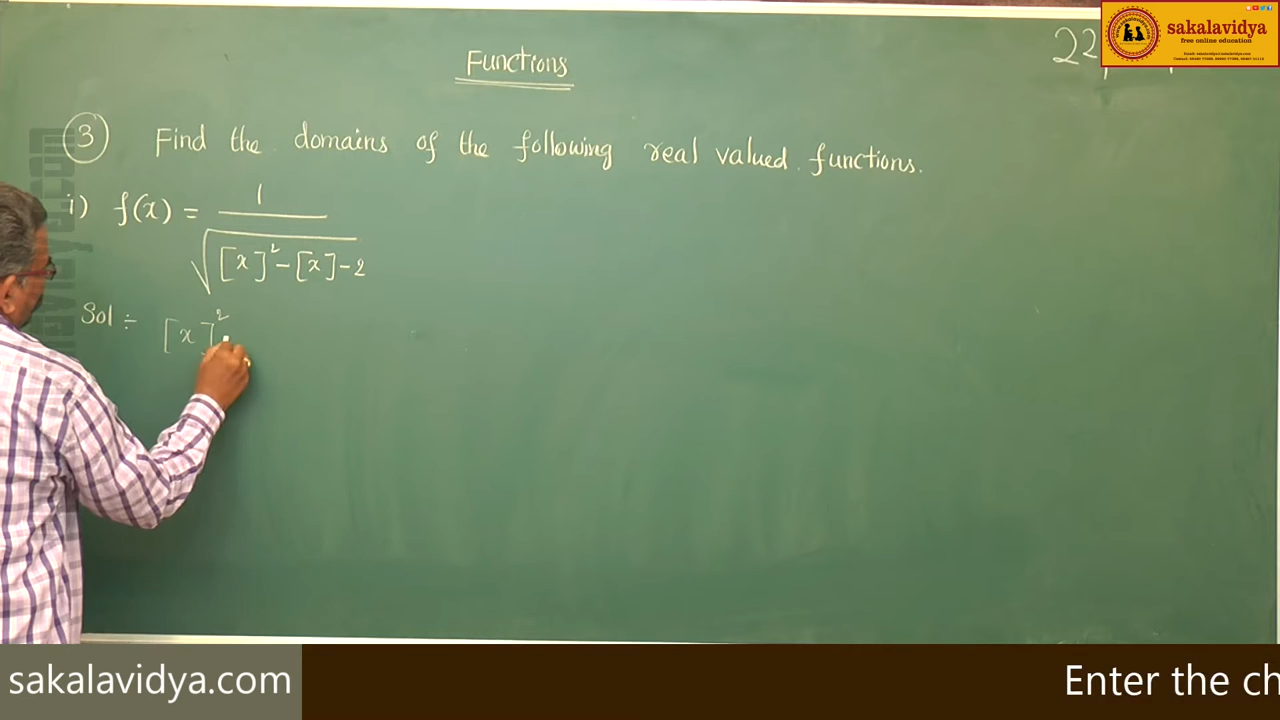 Functions
22
sakalavidya
free online education
3 Find the domains of the following real valued functions.
i) f(x) = 1 / √([x]² - [x] - 2
Sol ÷ [x]²
sakalavidya.com
Enter the ch